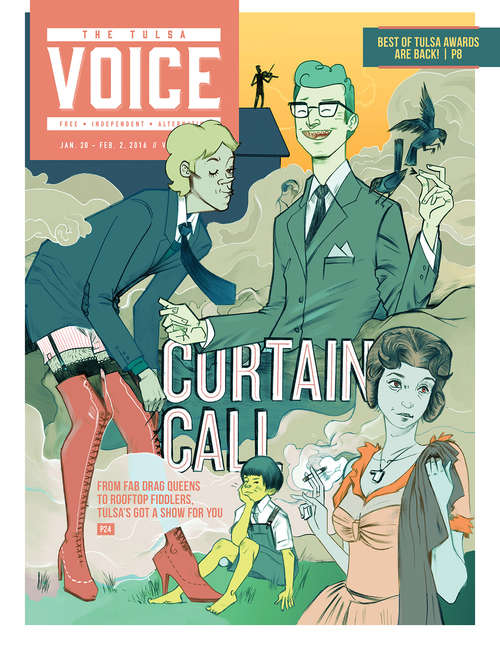 THE TULSA
VOICE
FREE • INDEPENDENT •
JAN. 20 – FEB. 2, 2016 //
BEST OF TULSA AWARDS
ARE BACK! | P8
CURTAIN
CALL
FROM FAB DRAG QUEENS
TO ROOFTOP FIDDLERS,
TULSA'S GOT A SHOW FOR YOU
P24